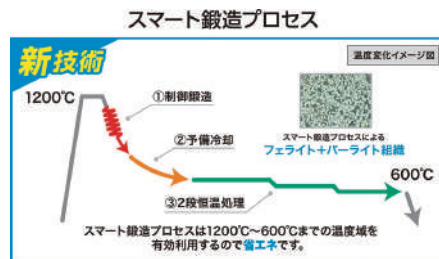 スマート鍛造プロセス
新技術
温度変化イメージ図
1200℃
①制御鍛造
②予備冷却
スマート鍛造プロセスによる
フェライト＋パーライト組織
600℃
③2段恒温処理
スマート鍛造プロセスは1200℃〜600℃までの温度域を
有効利用するので省エネです。